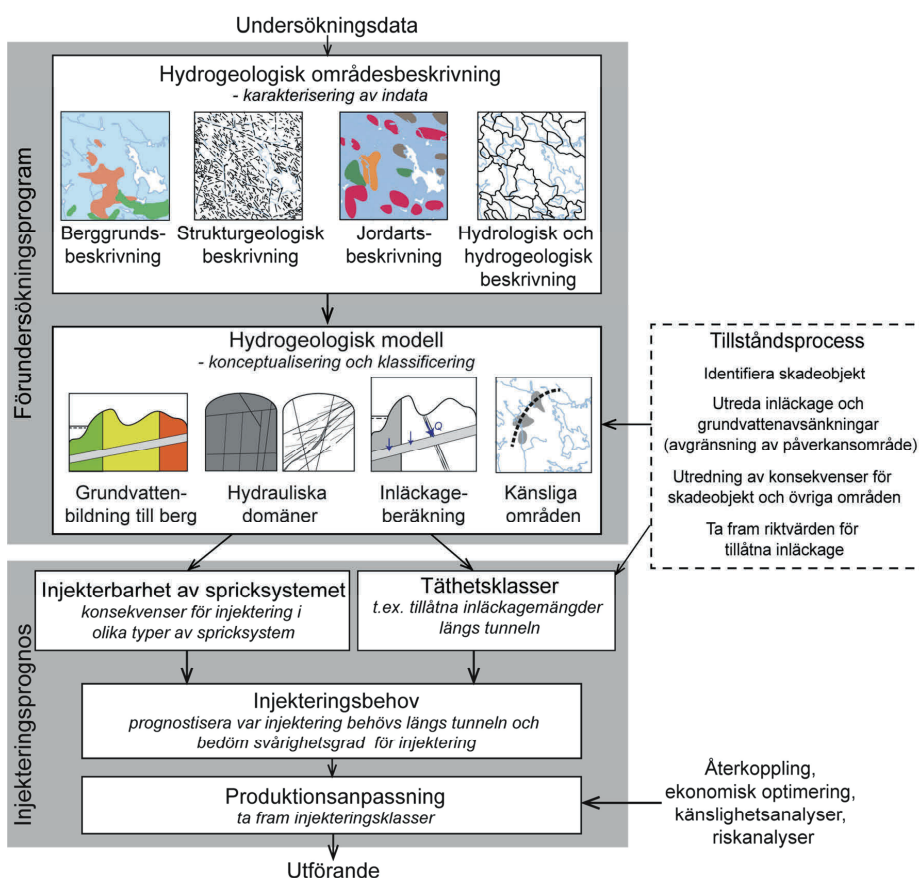 Undersökningsdata
Förundersökningsprogram
Hydrogeologisk områdesbeskrivning
- karakterisering av indata
Berggrunds-
beskrivning
Strukturgeologisk
beskrivning
Jordarts-
beskrivning
Hydrologisk och
hydrogeologisk
beskrivning
Hydrogeologisk modell
- konceptualisering och klassificering
Q
Grundvatten-
bildning till berg
Hydrauliska
domäner
Inläckage-
beräkning
Känsliga
områden
Tillståndsprocess
Identifiera skadeobjekt
Utreda inläckage och
grundvattenavsänkningar
(avgränsning av påverkansområde)
Utredning av konsekvenser för
skadeobjekt och övriga områden
Ta fram riktvärden för
tillåtna inläckage
Injekteringsprognos
Injekterbarhet av spricksystemet
konsekvenser för injektering i
olika typer av spricksystem
Täthetsklasser
t.ex. tillåtna inläckagemängder
längs tunneln
Injekteringsbehov
prognostisera var injektering behövs längs tunneln och
bedöm svårighetsgrad för injektering
Produktionsanpassning
ta fram injekteringsklasser
Återkoppling,
ekonomisk optimering,
känslighetsanalyser,
riskanalyser
Utförande